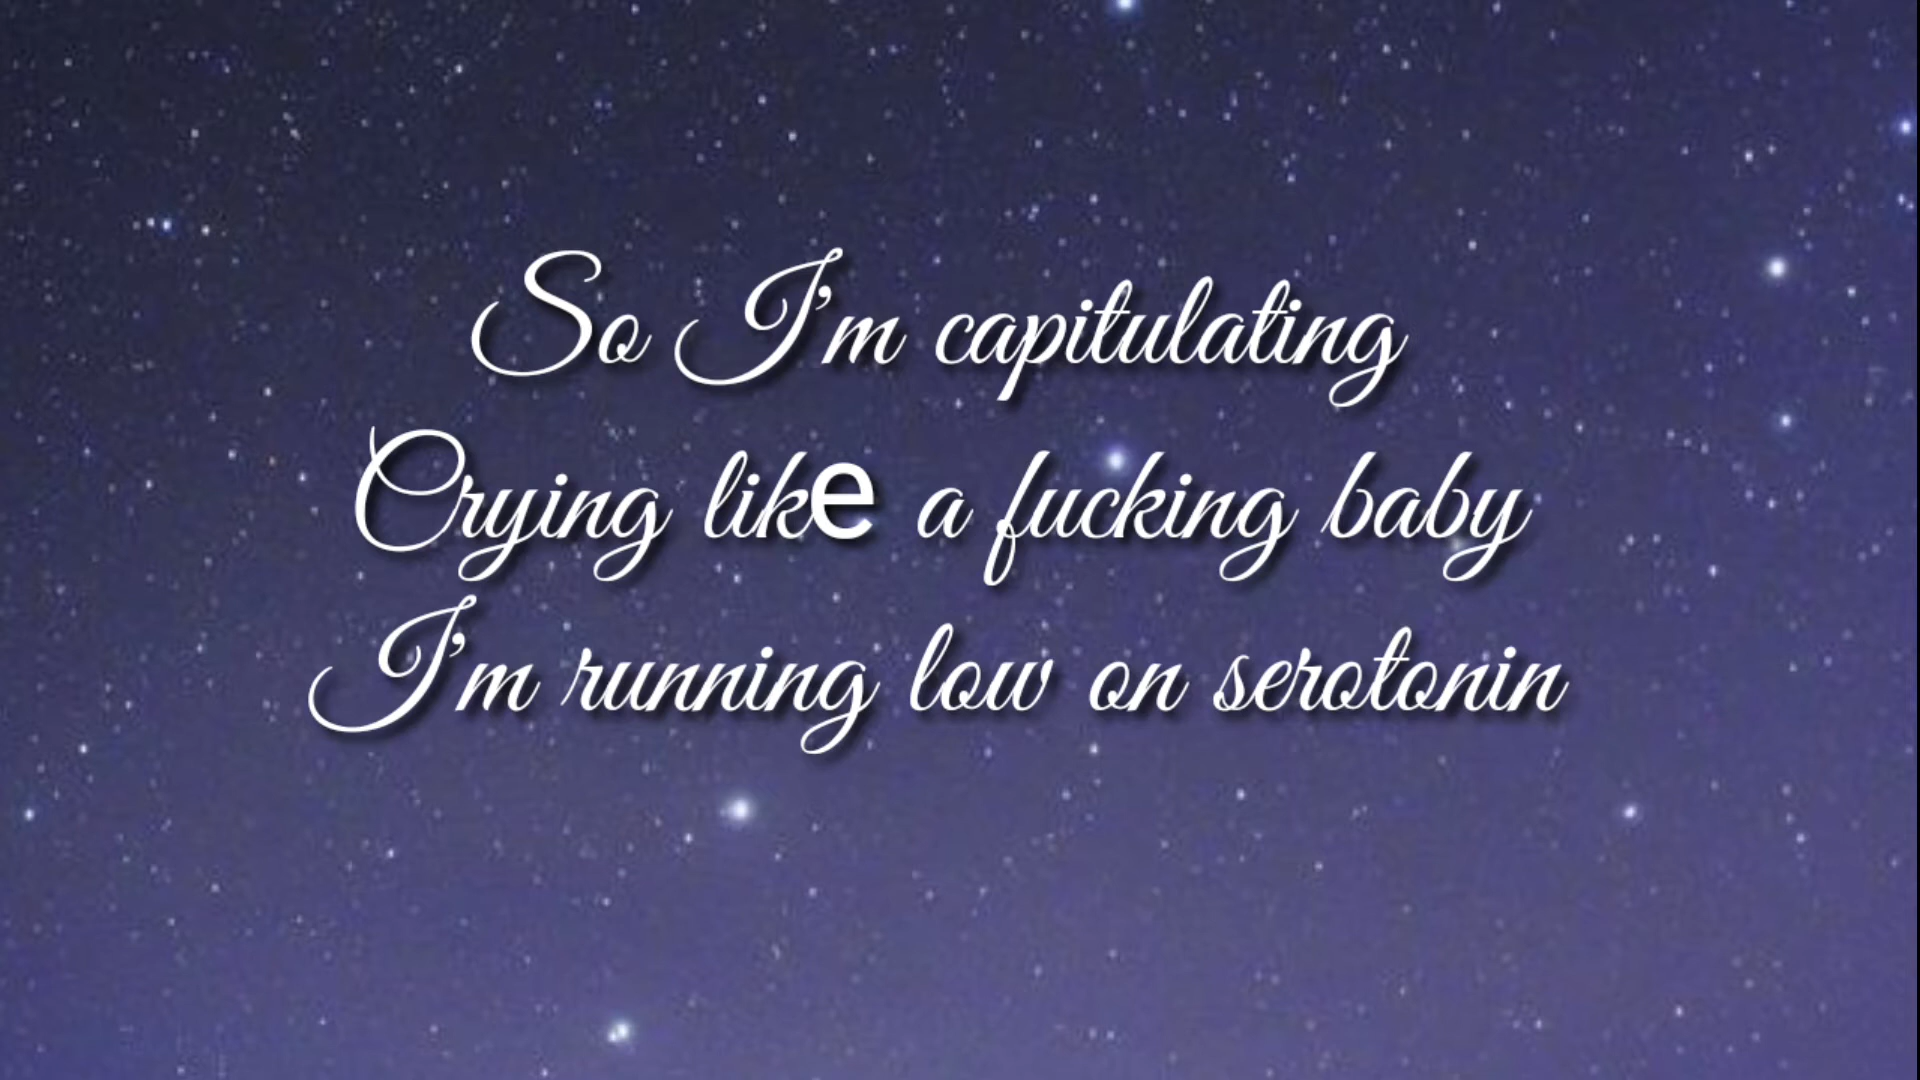 So I'm capitulating
Crying like a fucking baby
I'm running low on serotonin